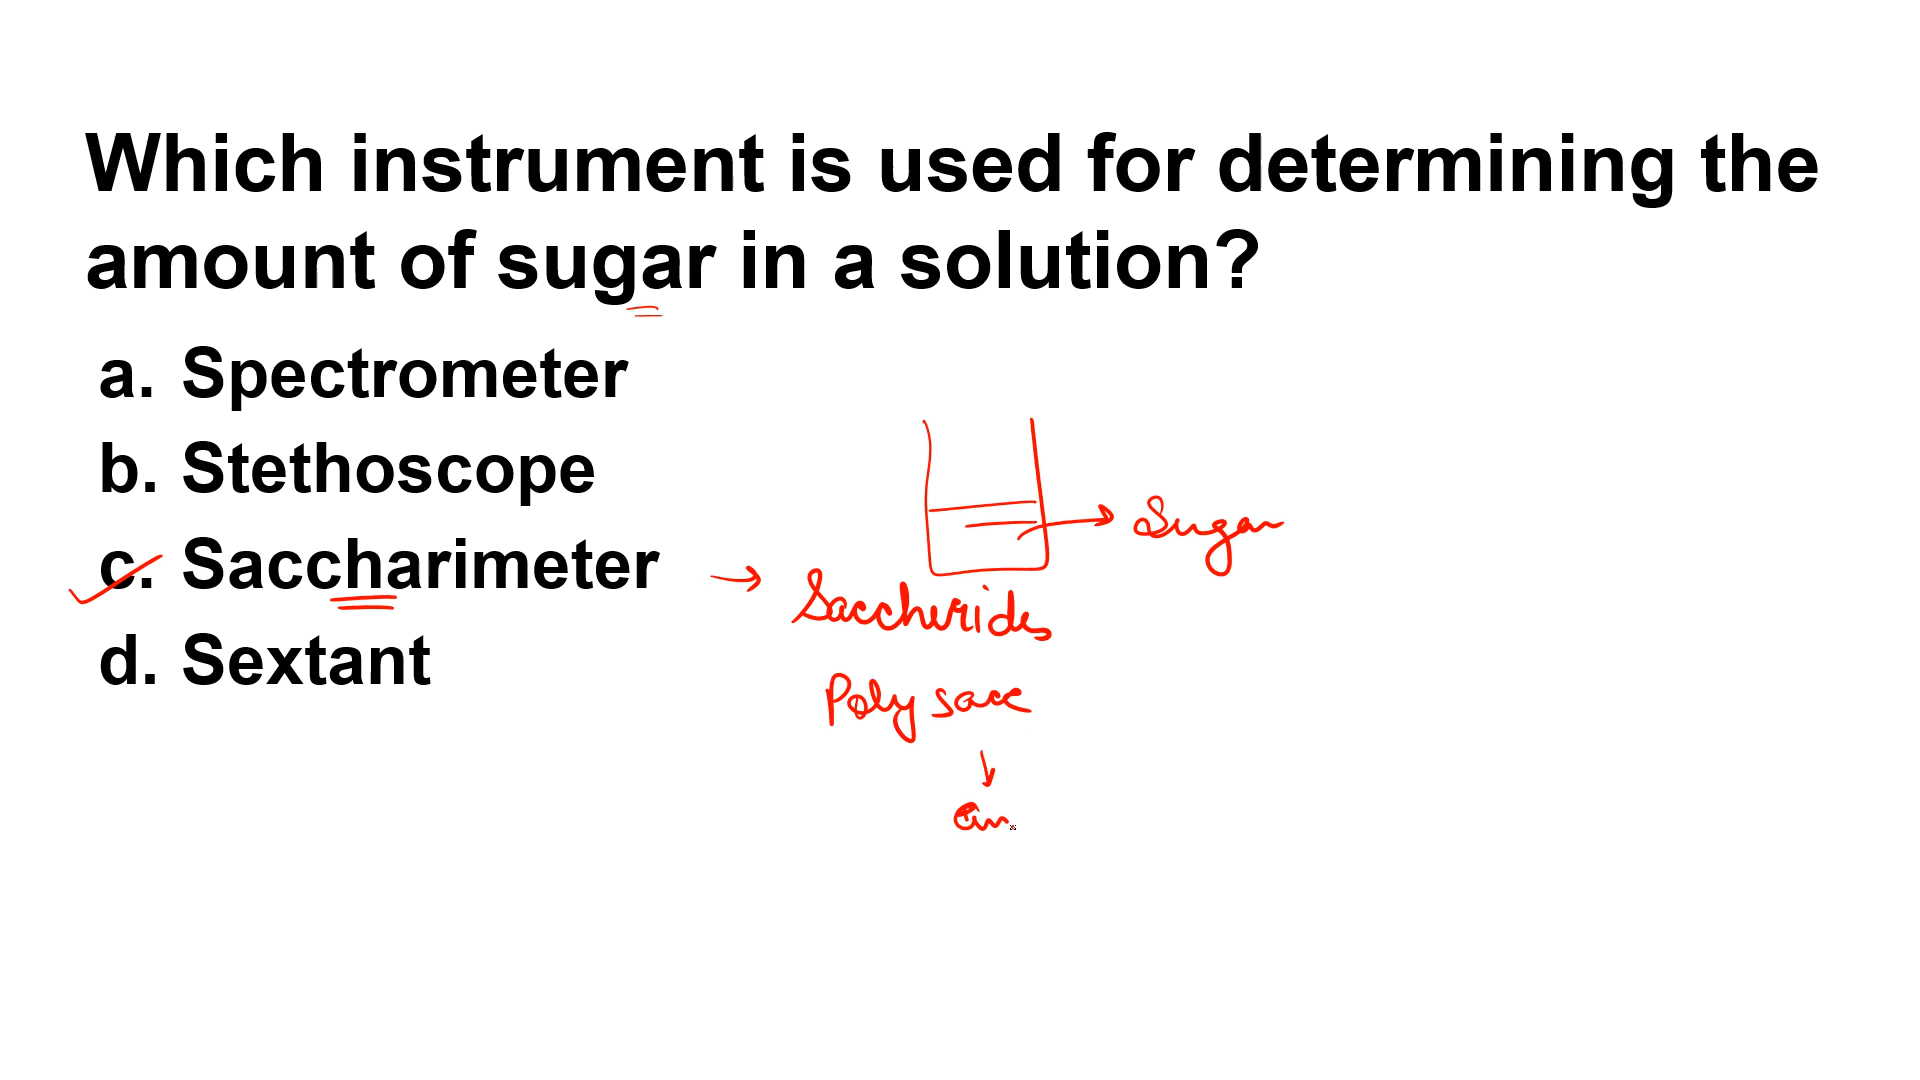 Which instrument is used for determining the
amount of sugar in a solution?
a. Spectrometer
b. Stethoscope
c. Saccharimeter
d. Sextant
Sugar
Saccherides
Poly sacc